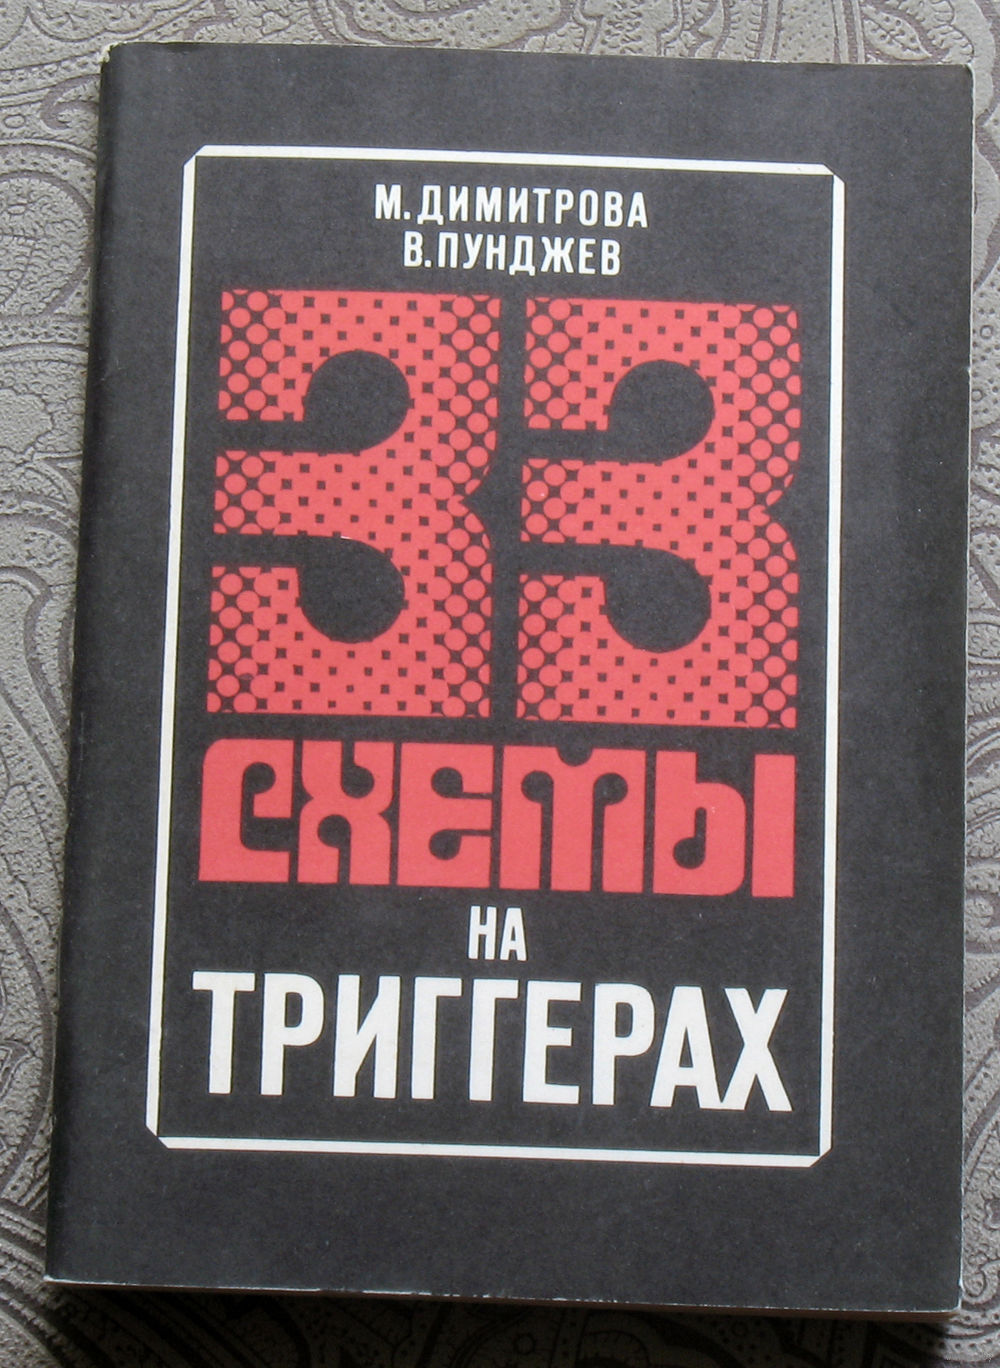 М. ДИМИТРОВА
В. ПУНДЖЕВ
33
СХЕМЫ
НА
ТРИГГЕРАХ